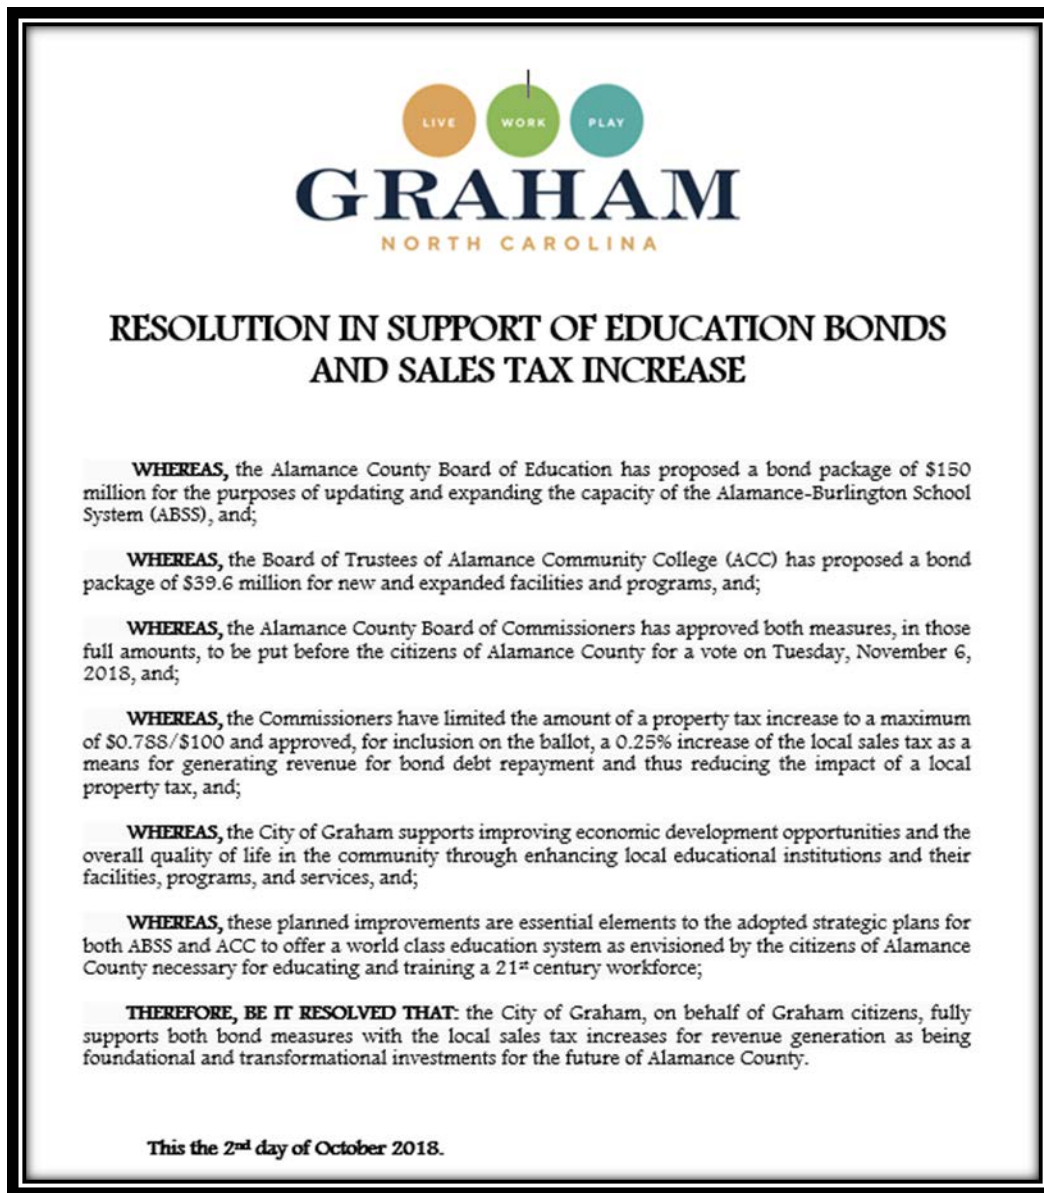 LIVE WORK PLAY
GRAHAM
NORTH CAROLINA
RESOLUTION IN SUPPORT OF EDUCATION BONDS
AND SALES TAX INCREASE
WHEREAS, the Alamance County Board of Education has proposed a bond package of $150
million for the purposes of updating and expanding the capacity of the Alamance-Burlington School
System (ABSS), and;
WHEREAS, the Board of Trustees of Alamance Community College (ACC) has proposed a bond
package of $39.6 million for new and expanded facilities and programs, and;
WHEREAS, the Alamance County Board of Commissioners has approved both measures, in those
full amounts, to be put before the citizens of Alamance County for a vote on Tuesday, November 6,
2018, and;
WHEREAS, the Commissioners have limited the amount of a property tax increase to a maximum
of $0.788/$100 and approved, for inclusion on the ballot, a 0.25% increase of the local sales tax as a
means for generating revenue for bond debt repayment and thus reducing the impact of a local
property tax, and;
WHEREAS, the City of Graham supports improving economic development opportunities and the
overall quality of life in the community through enhancing local educational institutions and their
facilities, programs, and services, and;
WHEREAS, these planned improvements are essential elements to the adopted strategic plans for
both ABSS and ACC to offer a world class education system as envisioned by the citizens of Alamance
County necessary for educating and training a 21st century workforce;
THEREFORE, BE IT RESOLVED THAT: the City of Graham, on behalf of Graham citizens, fully
supports both bond measures with the local sales tax increases for revenue generation as being
foundational and transformational investments for the future of Alamance County.
This the 2nd day of October 2018.